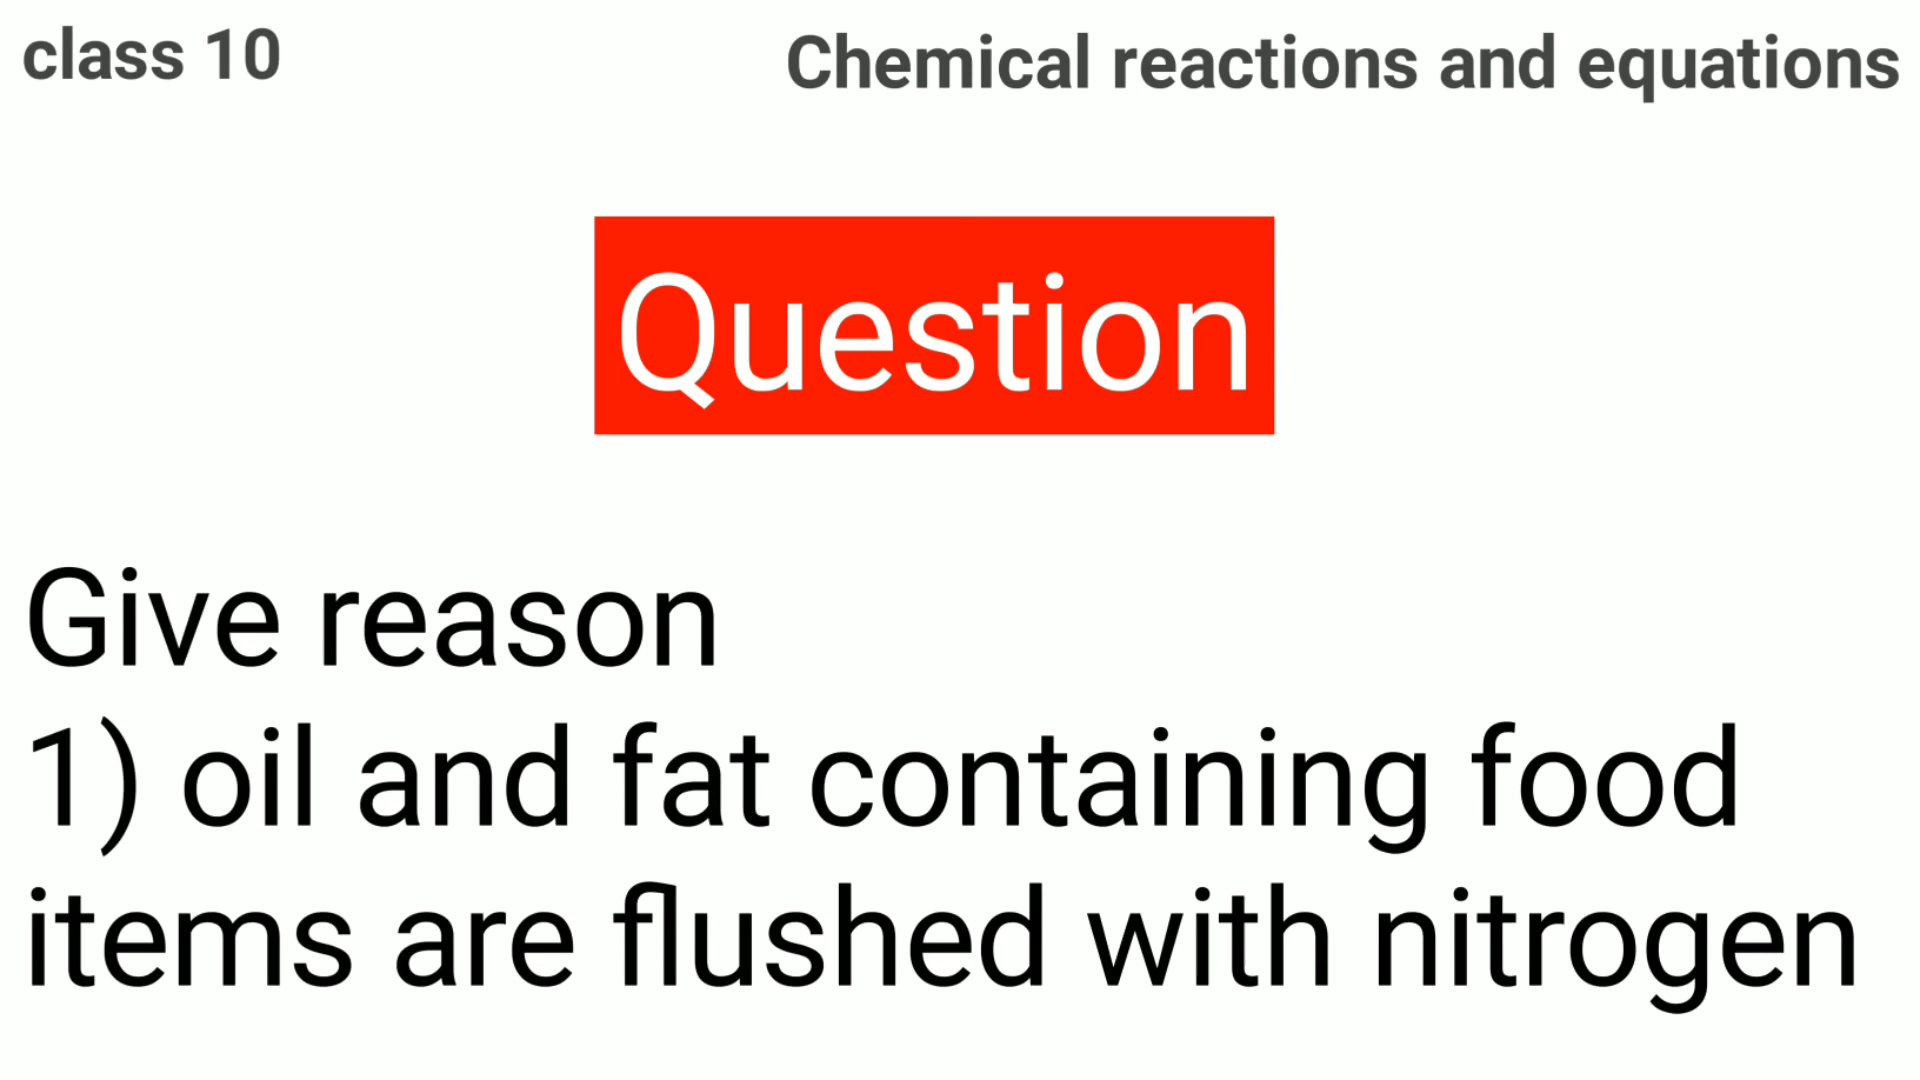 class 10
Chemical reactions and equations
Question
Give reason
1) oil and fat containing food
items are flushed with nitrogen